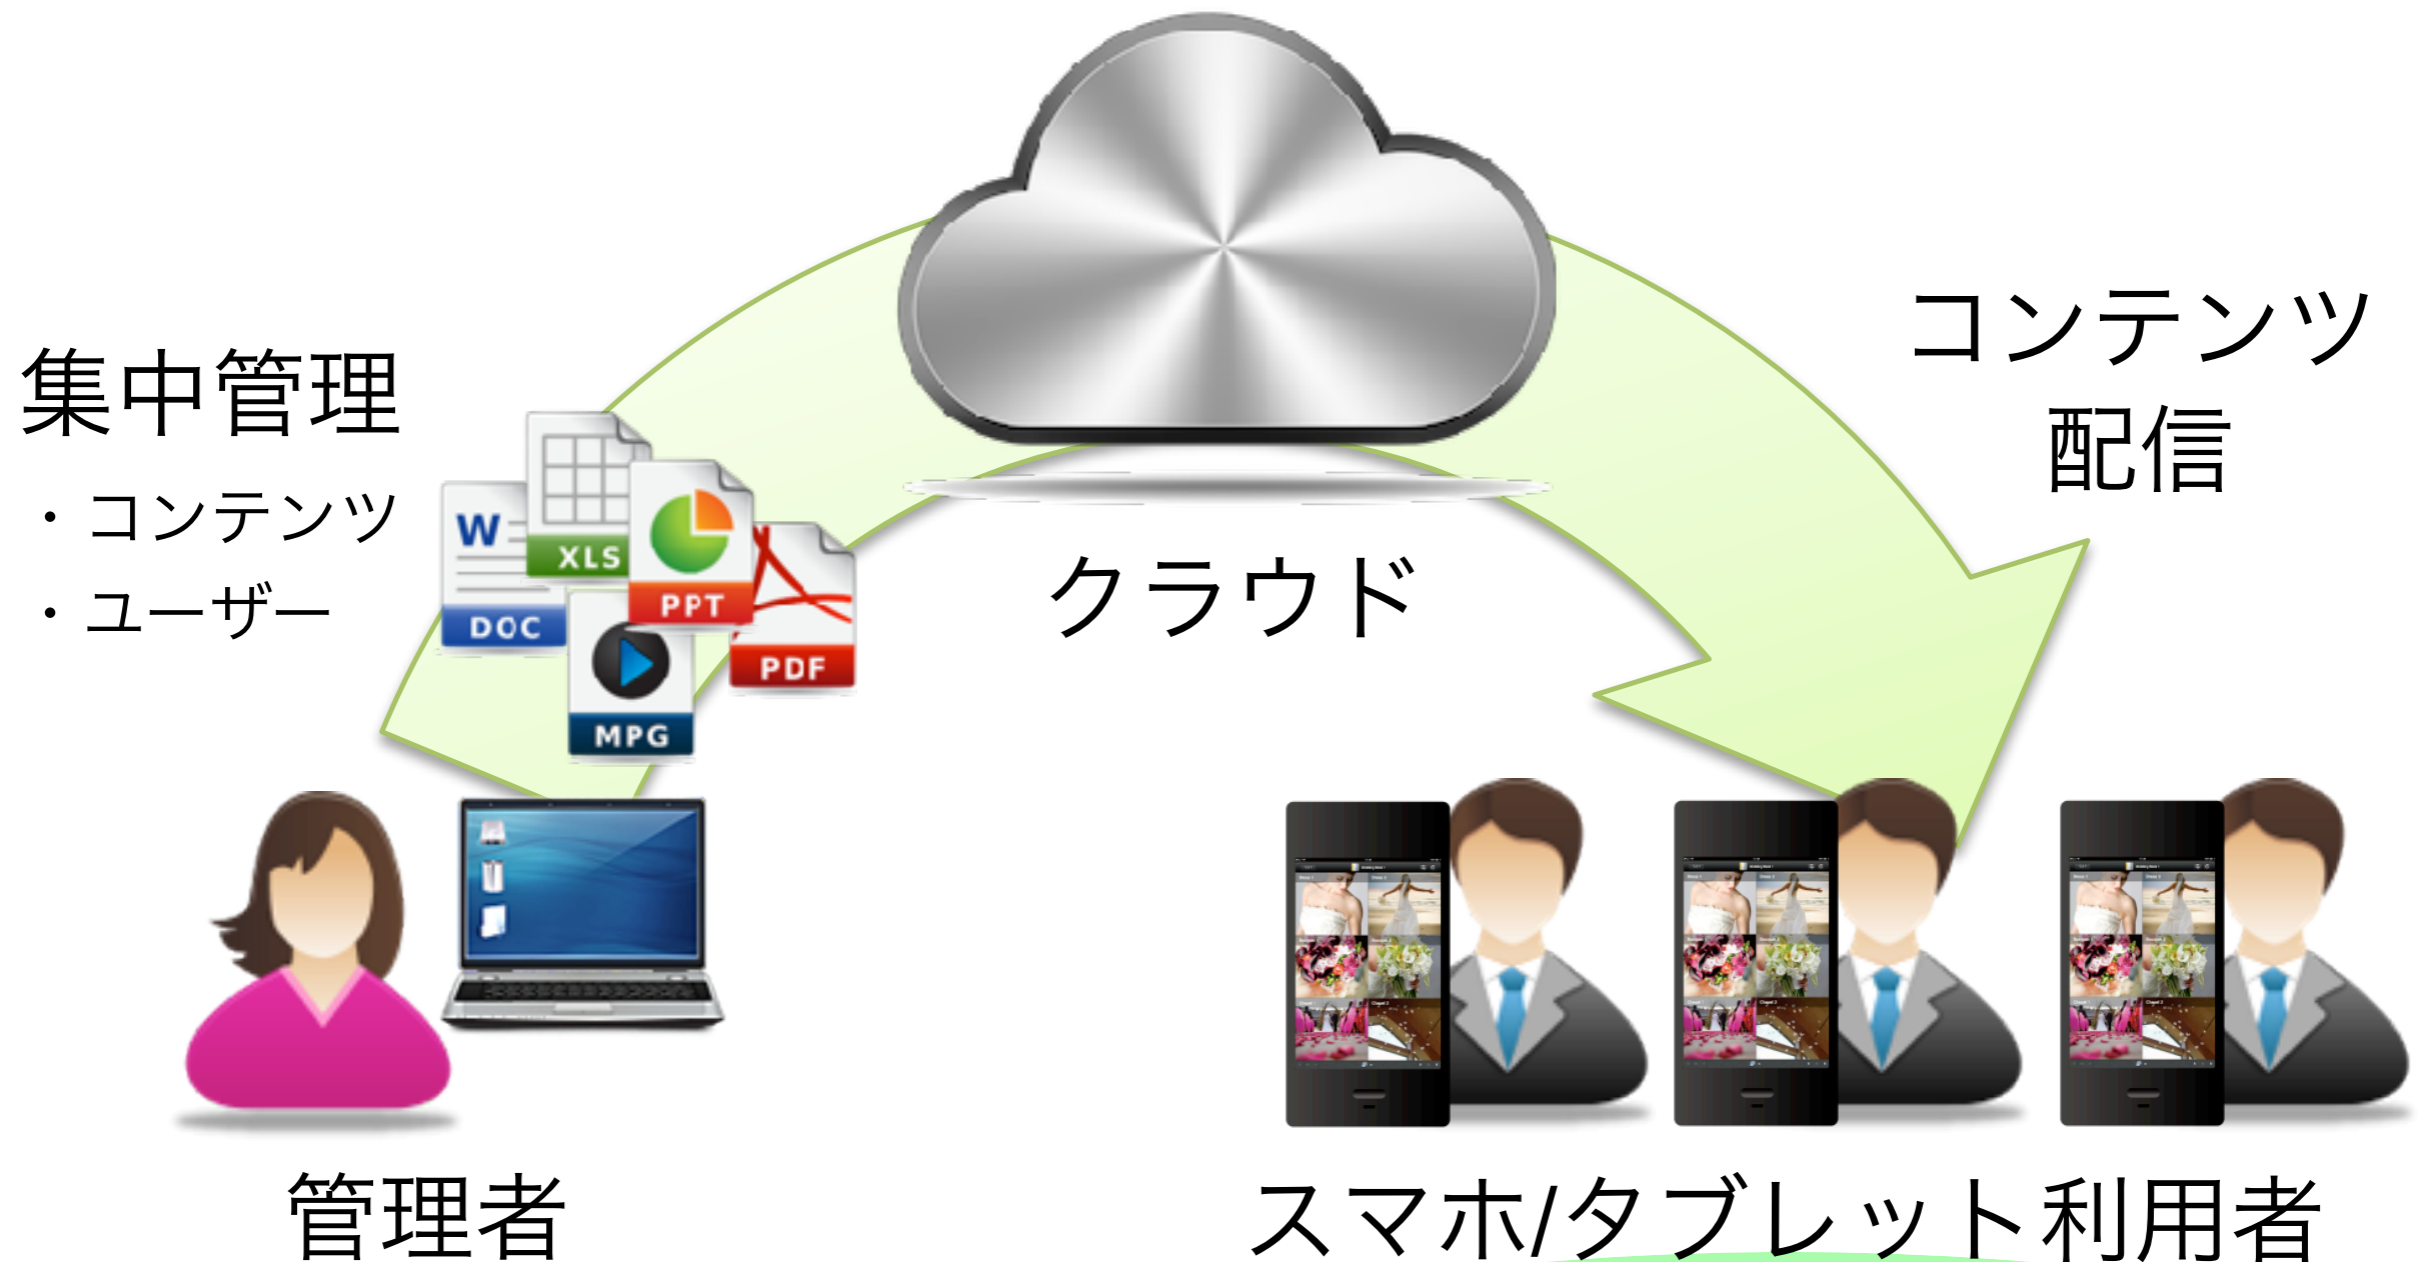 コンテンツ
配信
集中管理
・コンテンツ
・ユーザー
W
XLS
PPT
DOC
PDF
MPG
クラウド
管理者
スマホ/タブレット利用者